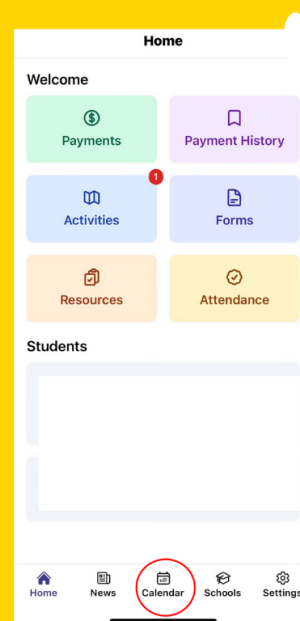 Home
Welcome
Payments
Payment History
1
Activities
Forms
Resources
Attendance
Students
Home News Calendar Schools Settings